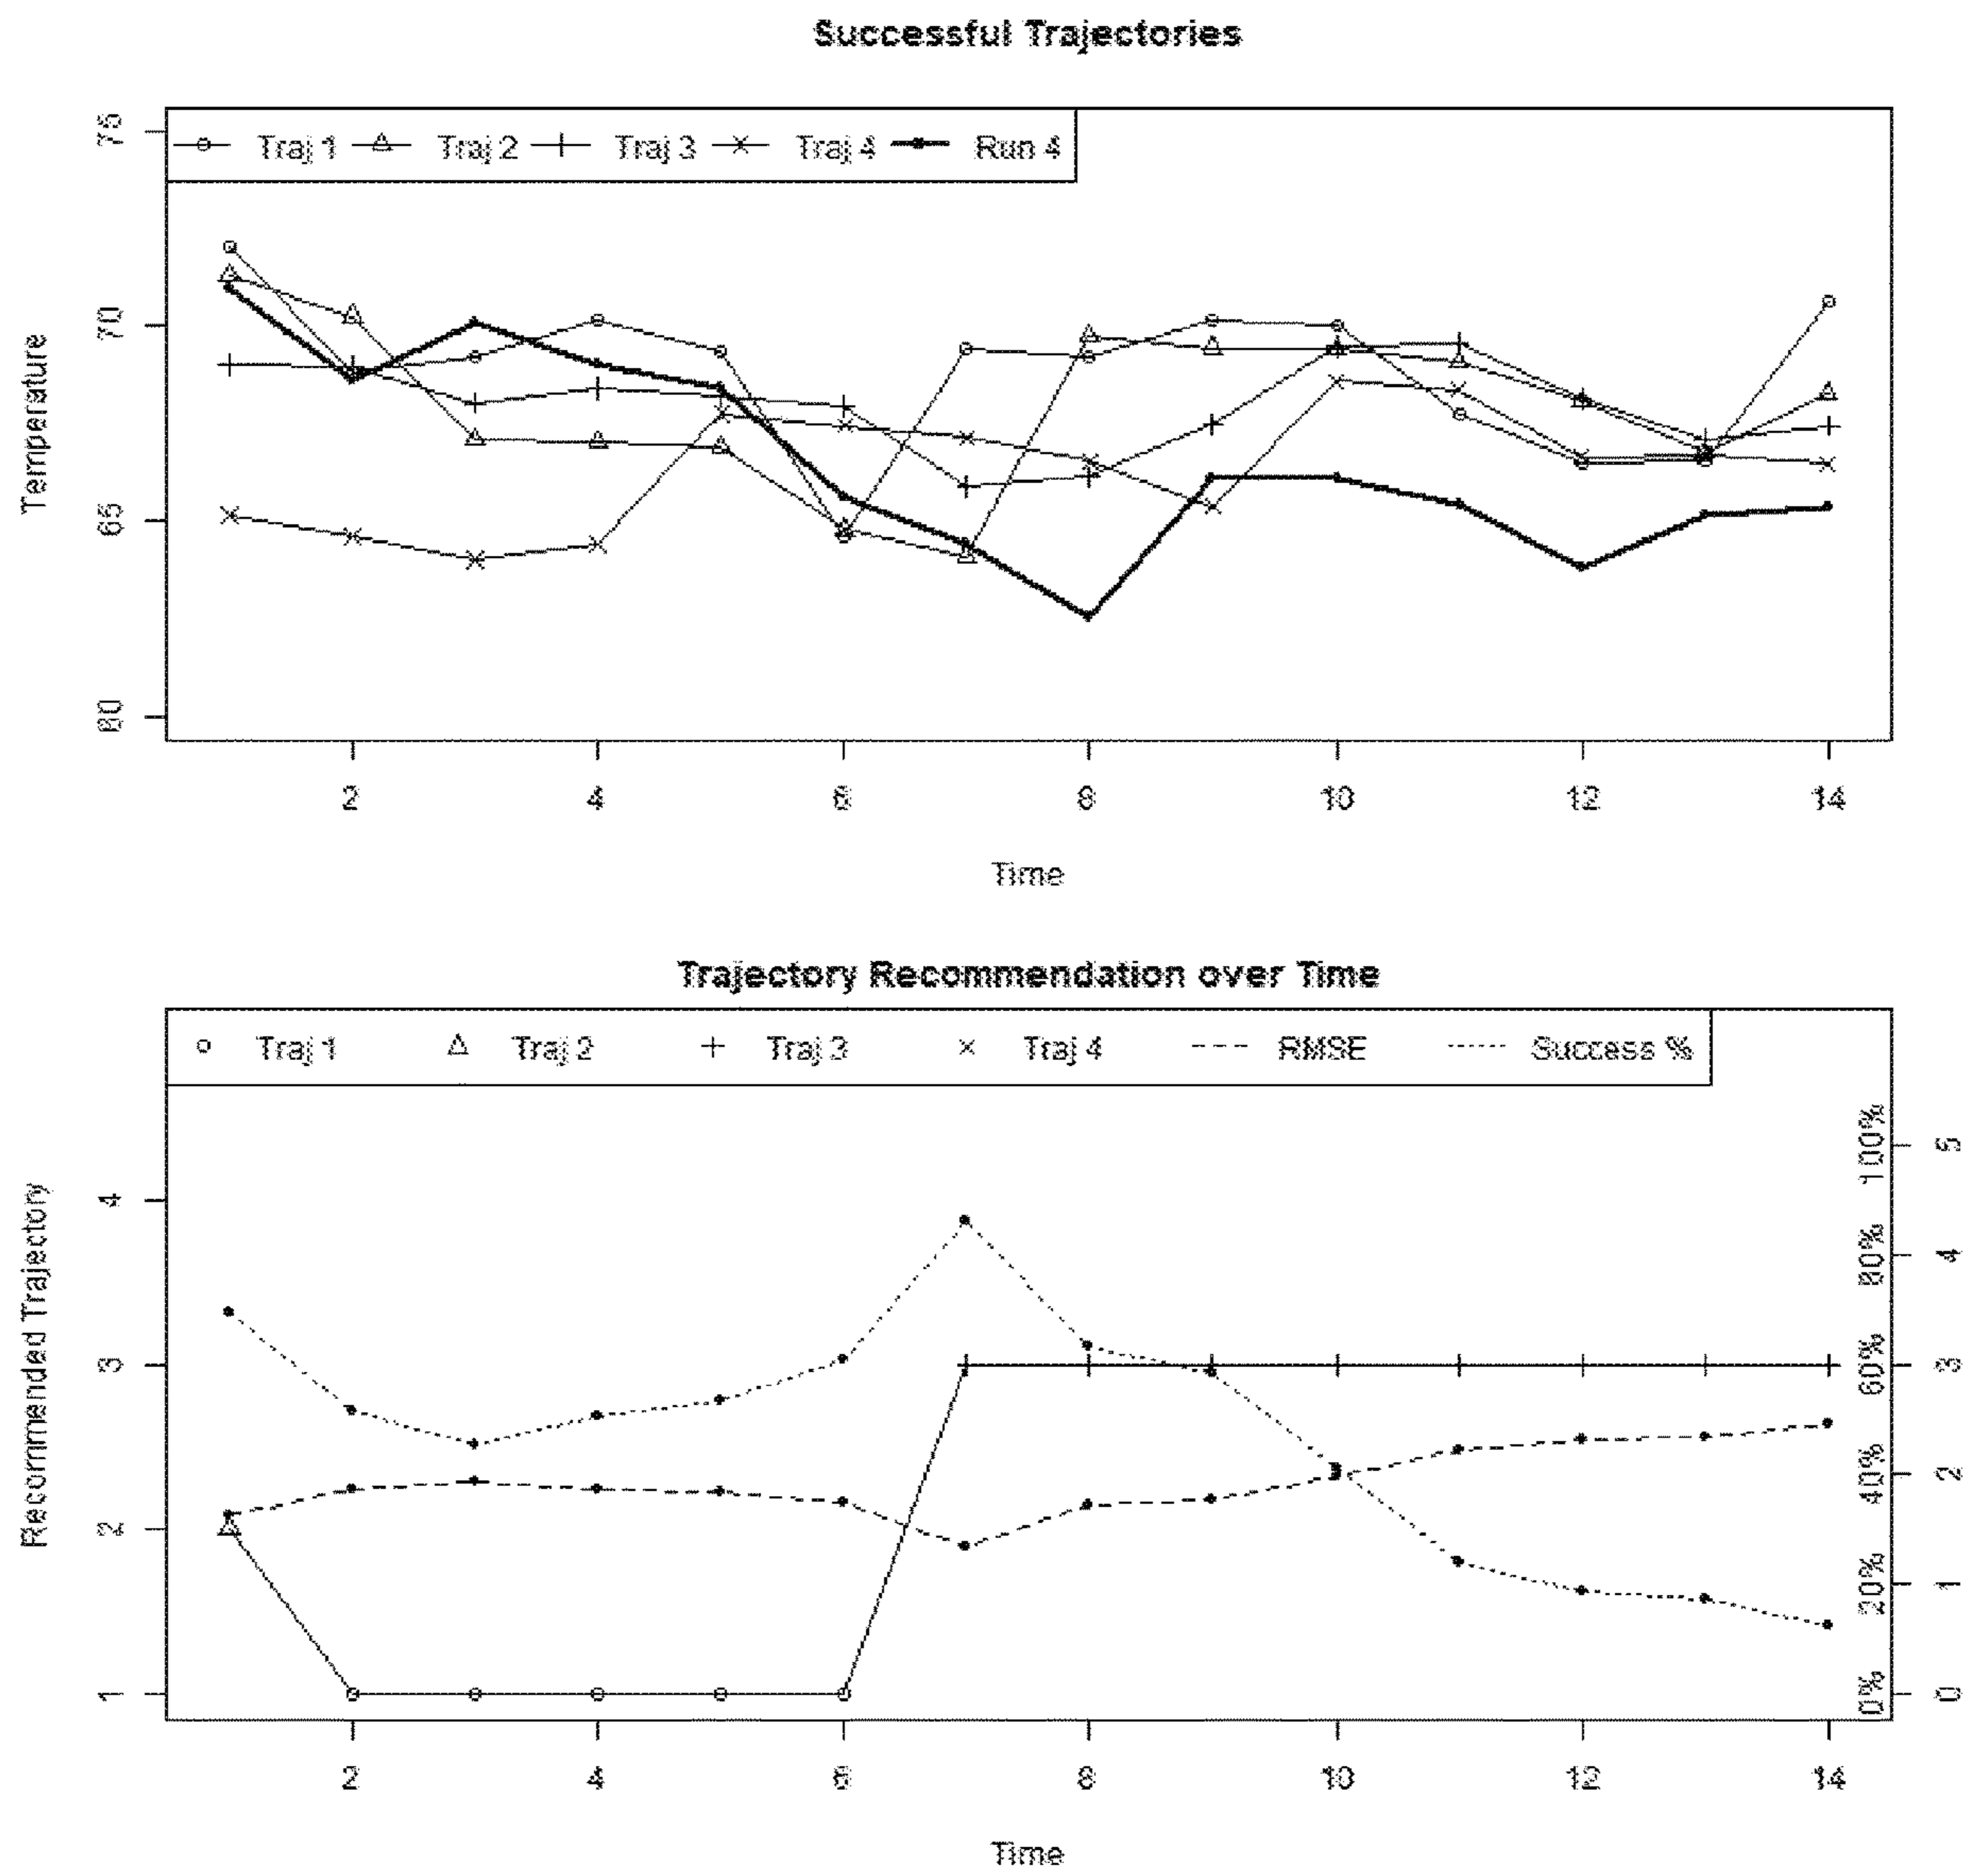 Successful Trajectories
75
Traj 1 Traj 2 Traj 3 Traj 4 Run 4
70
Temperature
65
60
2 4 6 8 10 12 14
Time
Trajectory Recommendation over Time
Traj 1 Traj 2 Traj 3 Traj 4 RMSE Success %
100% 5
4 80% 4
Recommended Trajectory
3 60% 3
2 40% 2
20% 1
1 0% 0
2 4 6 8 10 12 14
Time